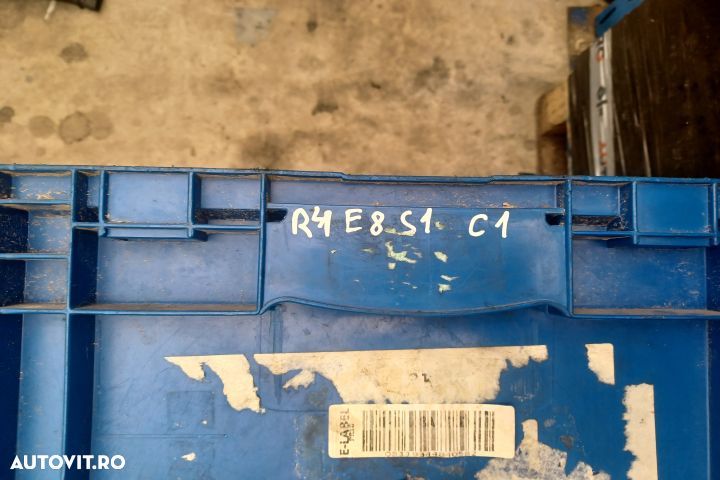 R4 E8 S1 C1
E-LABEL
AUTOVIT.RO